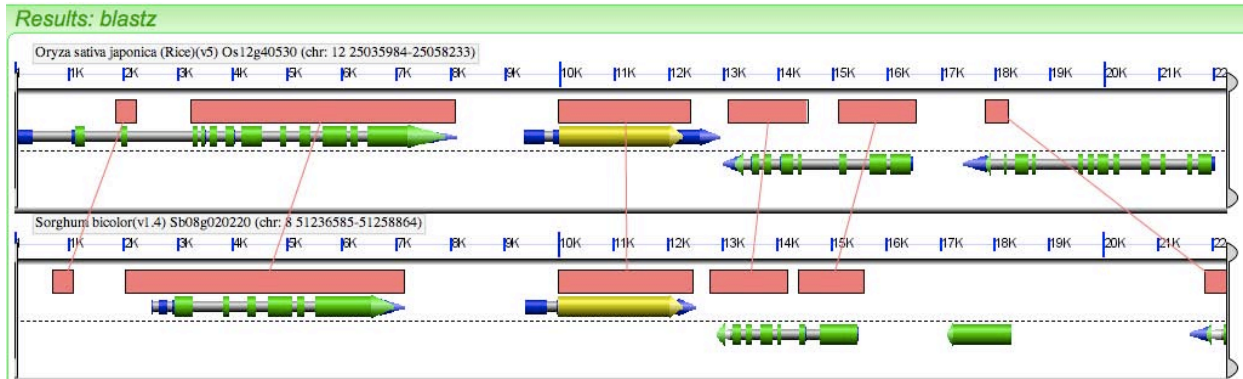 Results: blastz
Oryza sativa japonica (Rice)(v5) Os12g40530 (chr: 12 25035984-25058233)
1K 2K 3K 4K 5K 6K 7K 8K 9K 10K 11K 12K 13K 14K 15K 16K 17K 18K 19K 20K 21K 22
Sorghum bicolor(v1.4) Sb08g020220 (chr: 8 51236585-51258864)
1K 2K 3K 4K 5K 6K 7K 8K 9K 10K 11K 12K 13K 14K 15K 16K 17K 18K 19K 20K 21K 22